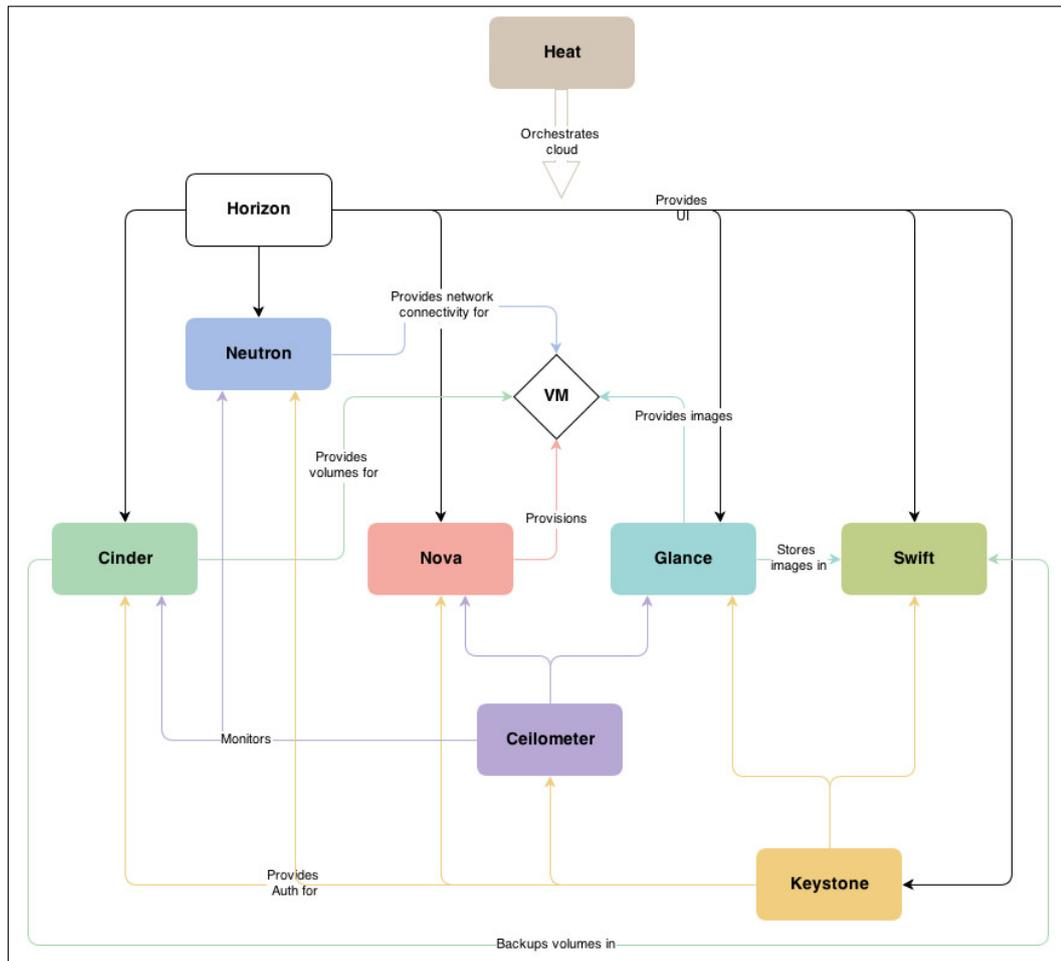 Heat
Orchestrates
cloud
Horizon
Provides
UI
Provides network
connectivity for
Neutron
VM
Provides images
Provides
volumes for
Provisions
Cinder
Nova
Glance
Stores
images in
Swift
Ceilometer
Monitors
Provides
Auth for
Keystone
Backups volumes in